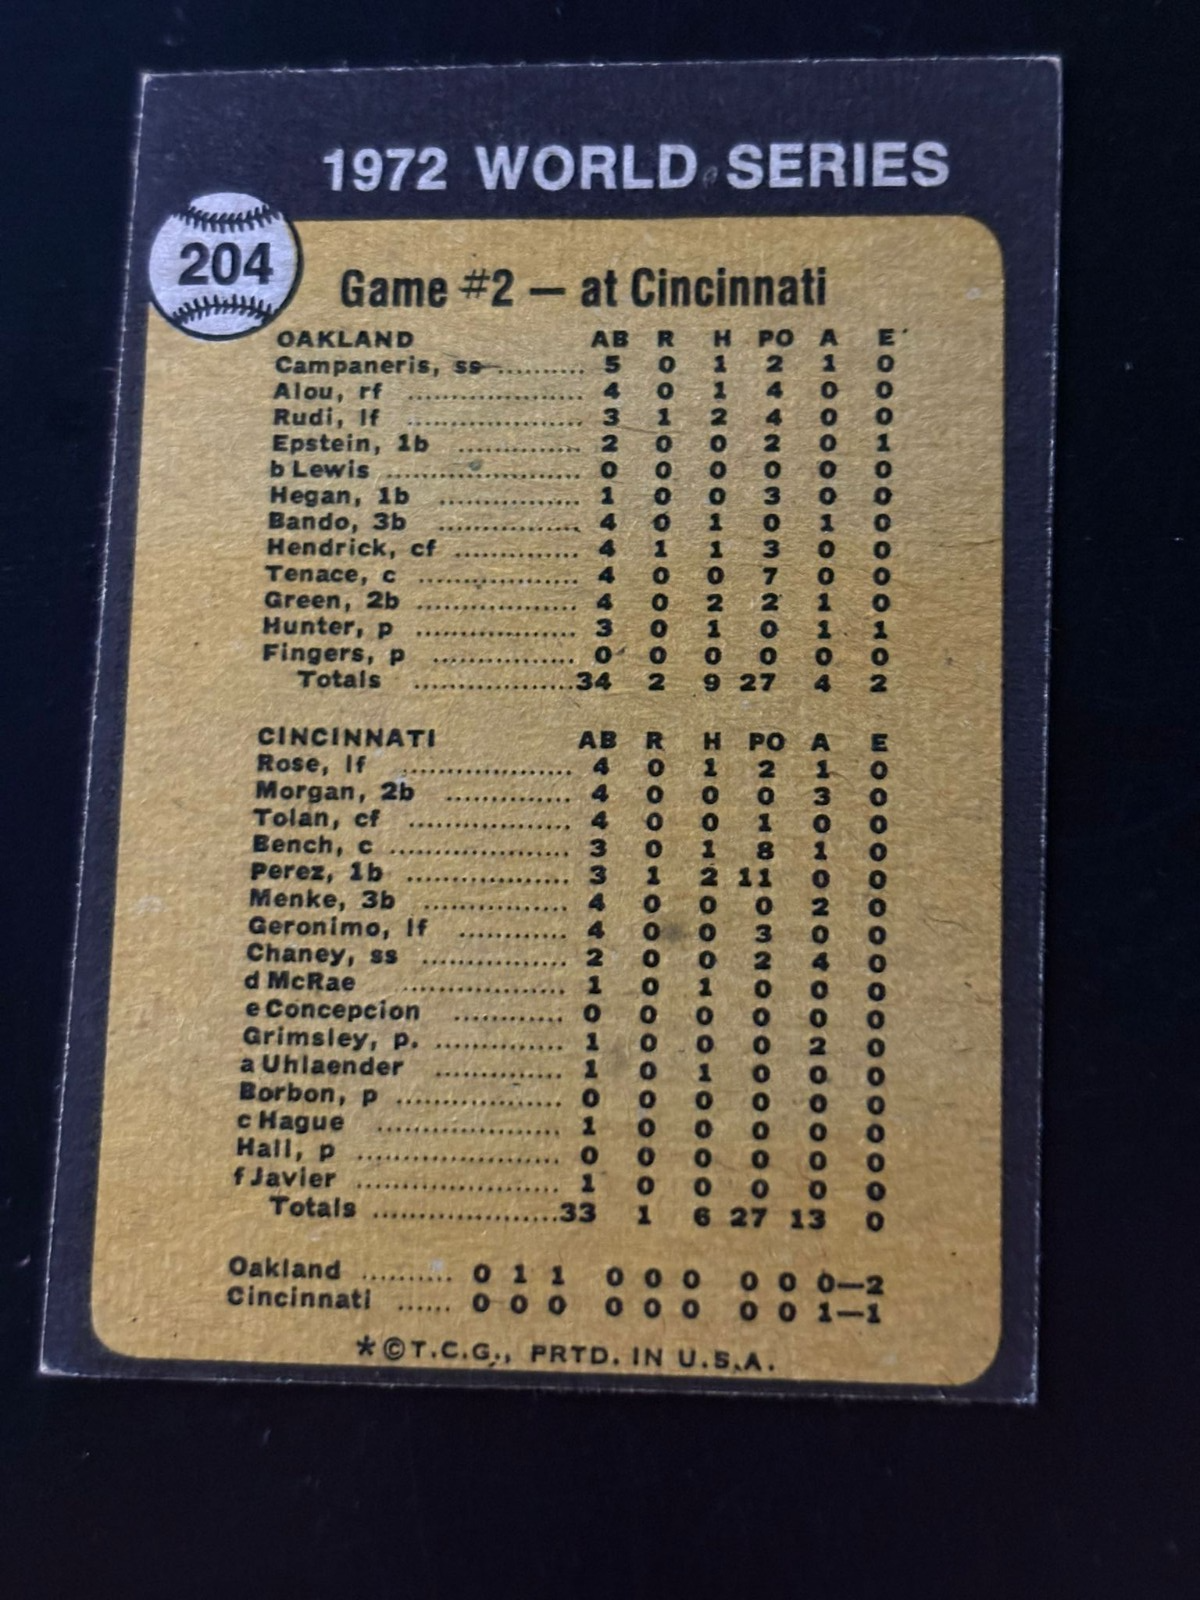 1972 WORLD SERIES
204
Game #2 — at Cincinnati
OAKLAND AB R H PO A E
Campaneris, ss .......... 5 0 1 2 1 0
Alou, rf .................... 4 0 1 4 0 0
Rudi, lf ....................... 3 1 2 4 0 0
Epstein, 1b .............. 2 0 0 2 0 1
b Lewis ...................... 0 0 0 0 0 0
Hegan, 1b ................ 1 0 0 3 0 0
Bando, 3b ................ 4 0 1 0 1 0
Hendrick, cf .............. 4 1 1 3 0 0
Tenace, c .................. 4 0 0 7 0 0
Green, 2b .................. 4 0 2 2 1 0
Hunter, p .................. 3 0 1 0 1 1
Fingers, p ................ 0 0 0 0 0 0
Totals ....................34 2 9 27 4 2
CINCINNATI AB R H PO A E
Rose, lf .................... 4 0 1 2 1 0
Morgan, 2b .............. 4 0 0 0 3 0
Tolan, cf .................. 4 0 0 1 0 0
Bench, c .................... 3 0 1 8 1 0
Perez, 1b .................. 3 1 2 11 0 0
Menke, 3b ................ 4 0 0 0 2 0
Geronimo, lf ............ 4 0 0 3 0 0
Chaney, ss ................ 2 0 0 2 4 0
d McRae .................. 1 0 1 0 0 0
e Concepcion ............ 0 0 0 0 0 0
Grimsley, p. .............. 1 0 0 0 2 0
a Uhlaender .............. 1 0 1 0 0 0
Borbon, p .................. 0 0 0 0 0 0
c Hague .................... 1 0 0 0 0 0
Hall, p ...................... 0 0 0 0 0 0
f Javier ...................... 1 0 0 0 0 0
Totals .....................33 1 6 27 13 0
Oakland .......... 0 1 1 0 0 0 0 0 0—2
Cincinnati ...... 0 0 0 0 0 0 0 0 1—1
*©T.C.G., PRTD. IN U.S.A.